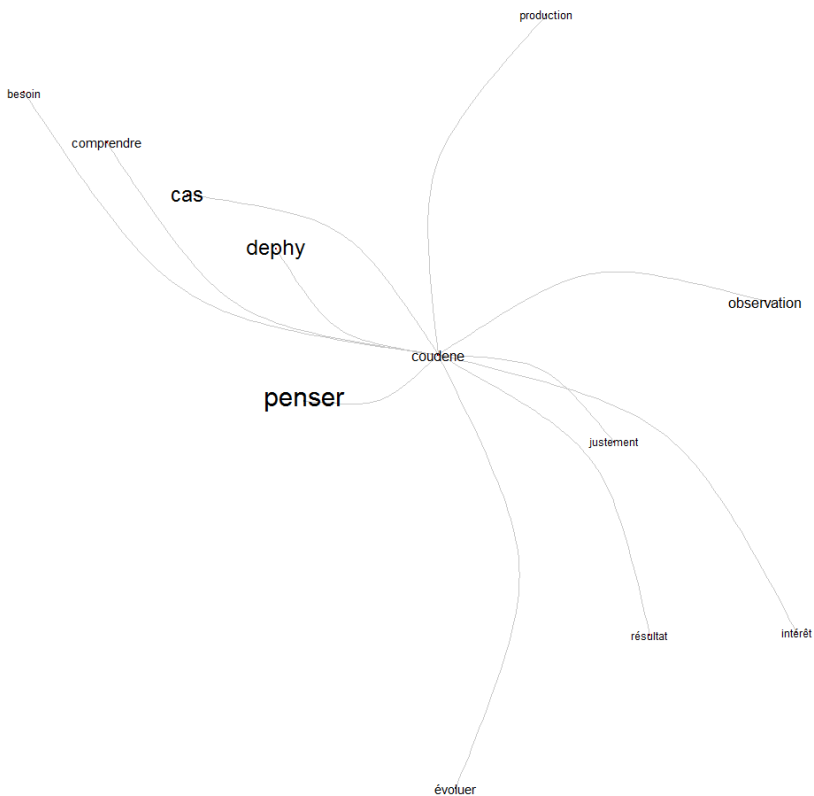 production
besoin
comprendre
cas
dephy
observation
coudene
penser
justement
résultat
intérêt
évoluer